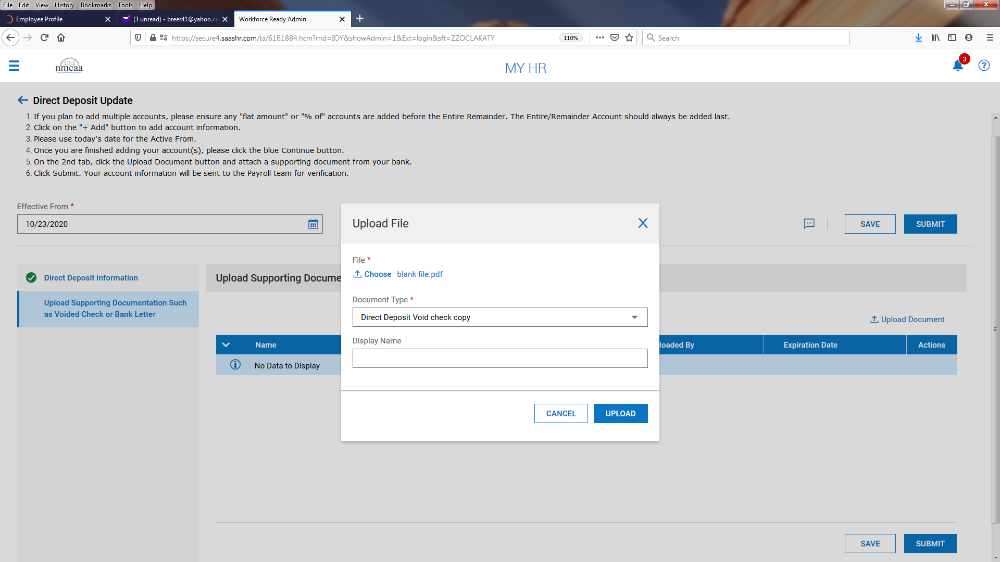 File Edit View History Bookmarks Tools Help
Employee Profile
(3 unread) - brees41@yahoo.co
Workforce Ready Admin
https://secure4.saashr.com/ta/6161884.hcm?rnd=IOY&showAdmin=1&Ext=login&sft=ZZOCLAKATY
110%
Search
nmcaa
MY HR
3
Direct Deposit Update
1. If you plan to add multiple accounts, please ensure any "flat amount" or "% of" accounts are added before the Entire Remainder. The Entire/Remainder Account should always be added last.
2. Click on the "+ Add" button to add account information.
3. Please use today's date for the Active From.
4. Once you are finished adding your account(s), please click the blue Continue button.
5. On the 2nd tab, click the Upload Document button and attach a supporting document from your bank.
6. Click Submit. Your account information will be sent to the Payroll team for verification.
Effective From *
10/23/2020
SAVE
SUBMIT
Direct Deposit Information
Upload Supporting Documentation Such
as Voided Check or Bank Letter
Upload Supporting Docume
Upload Document
Name
loaded By
Expiration Date
Actions
No Data to Display
Upload File
X
File *
Choose blank file.pdf
Document Type *
Direct Deposit Void check copy
Display Name
CANCEL
UPLOAD
SAVE
SUBMIT